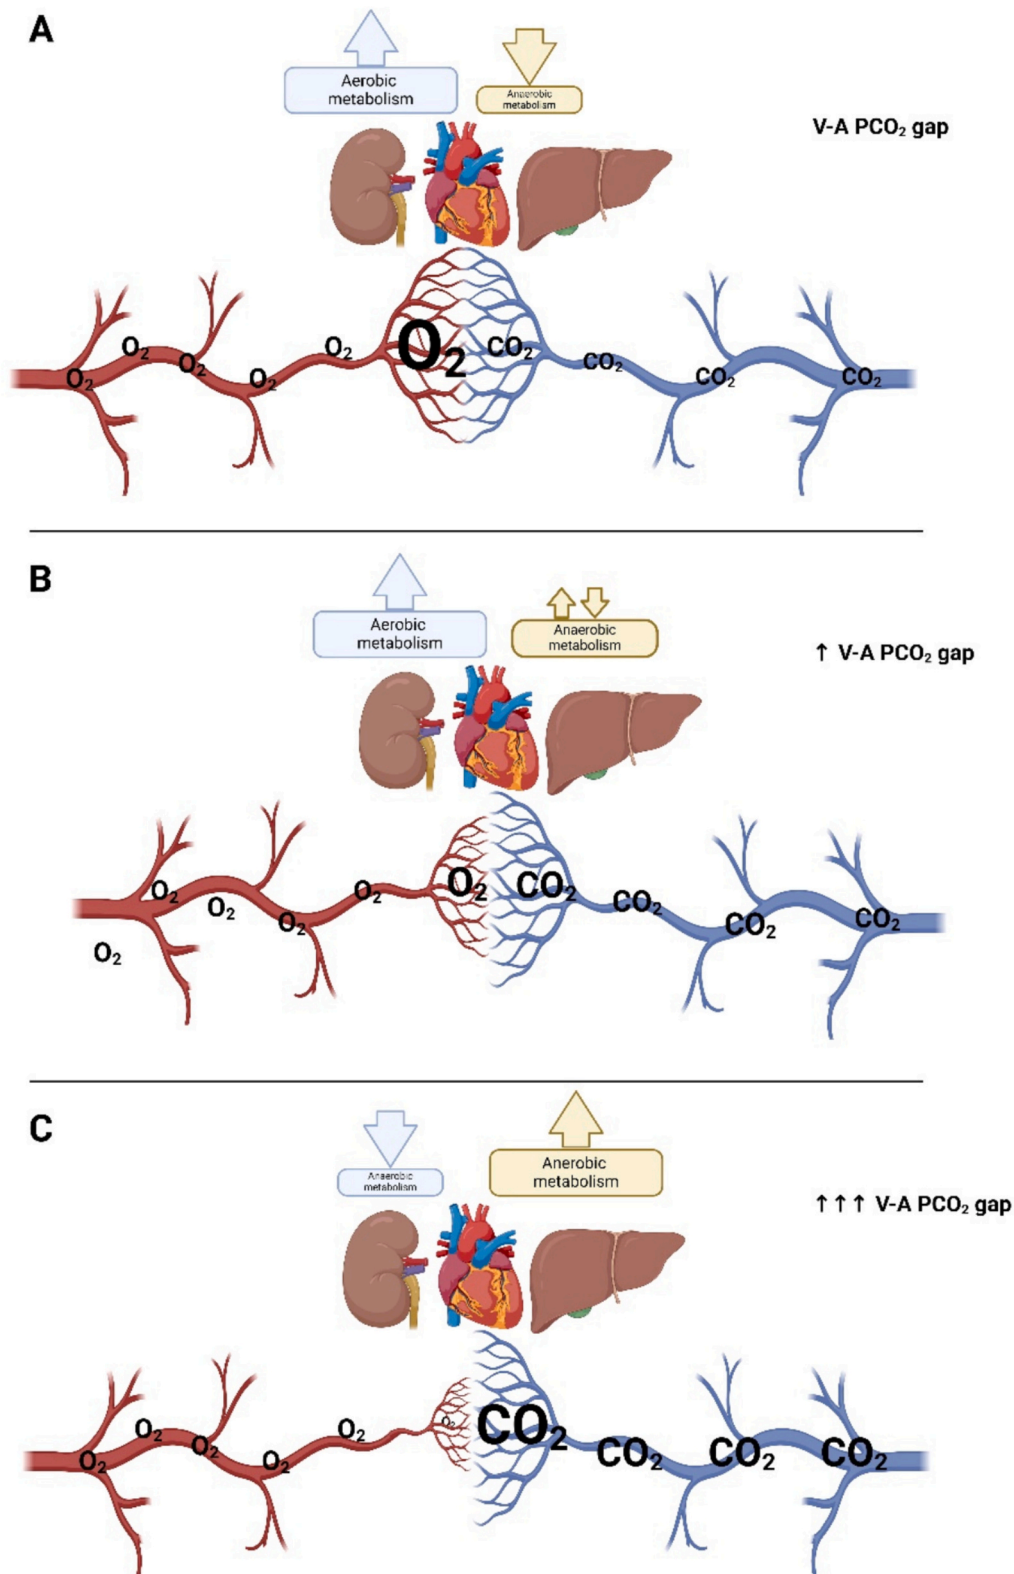 A
Aerobic
metabolism
Anaerobic
metabolism
V-A PCO₂ gap
O₂
O₂
O₂
O₂
O₂
O₂
CO₂
CO₂
CO₂
CO₂
B
Aerobic
metabolism
Anaerobic
metabolism
↑ V-A PCO₂ gap
O₂
O₂
O₂
O₂
O₂
O₂
CO₂
CO₂
CO₂
CO₂
C
Anaerobic
metabolism
Anerobic
metabolism
↑↑↑ V-A PCO₂ gap
O₂
O₂
O₂
O₂
O₂
O₂
CO₂
CO₂
CO₂
CO₂